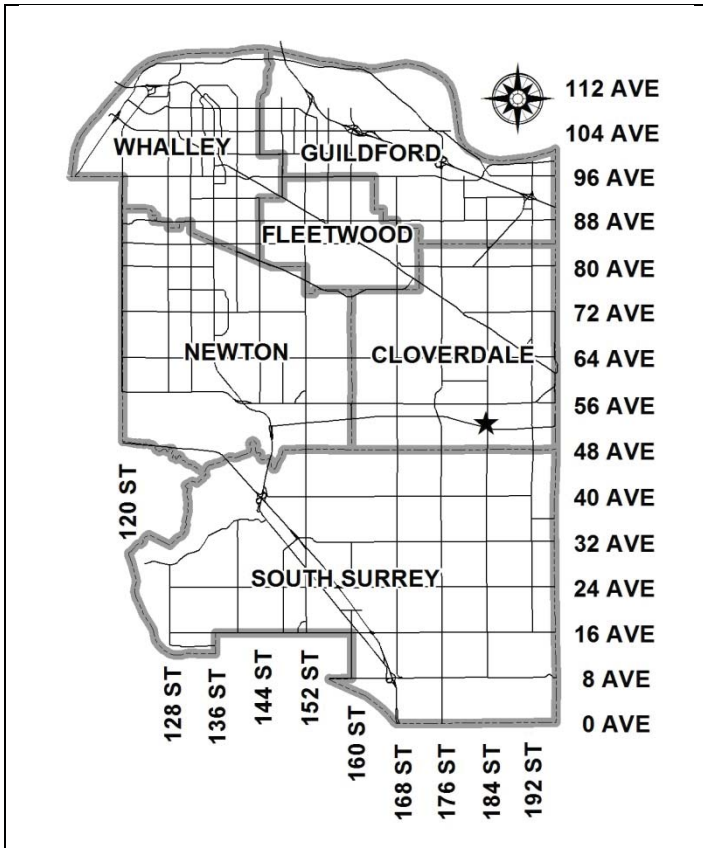 112 AVE
104 AVE
WHALLEY
GUILDFORD
96 AVE
88 AVE
FLEETWOOD
80 AVE
72 AVE
NEWTON
CLOVERDALE
64 AVE
56 AVE
48 AVE
120 ST
40 AVE
32 AVE
SOUTH SURREY
24 AVE
16 AVE
8 AVE
0 AVE
128 ST
136 ST
144 ST
152 ST
160 ST
168 ST
176 ST
184 ST
192 ST